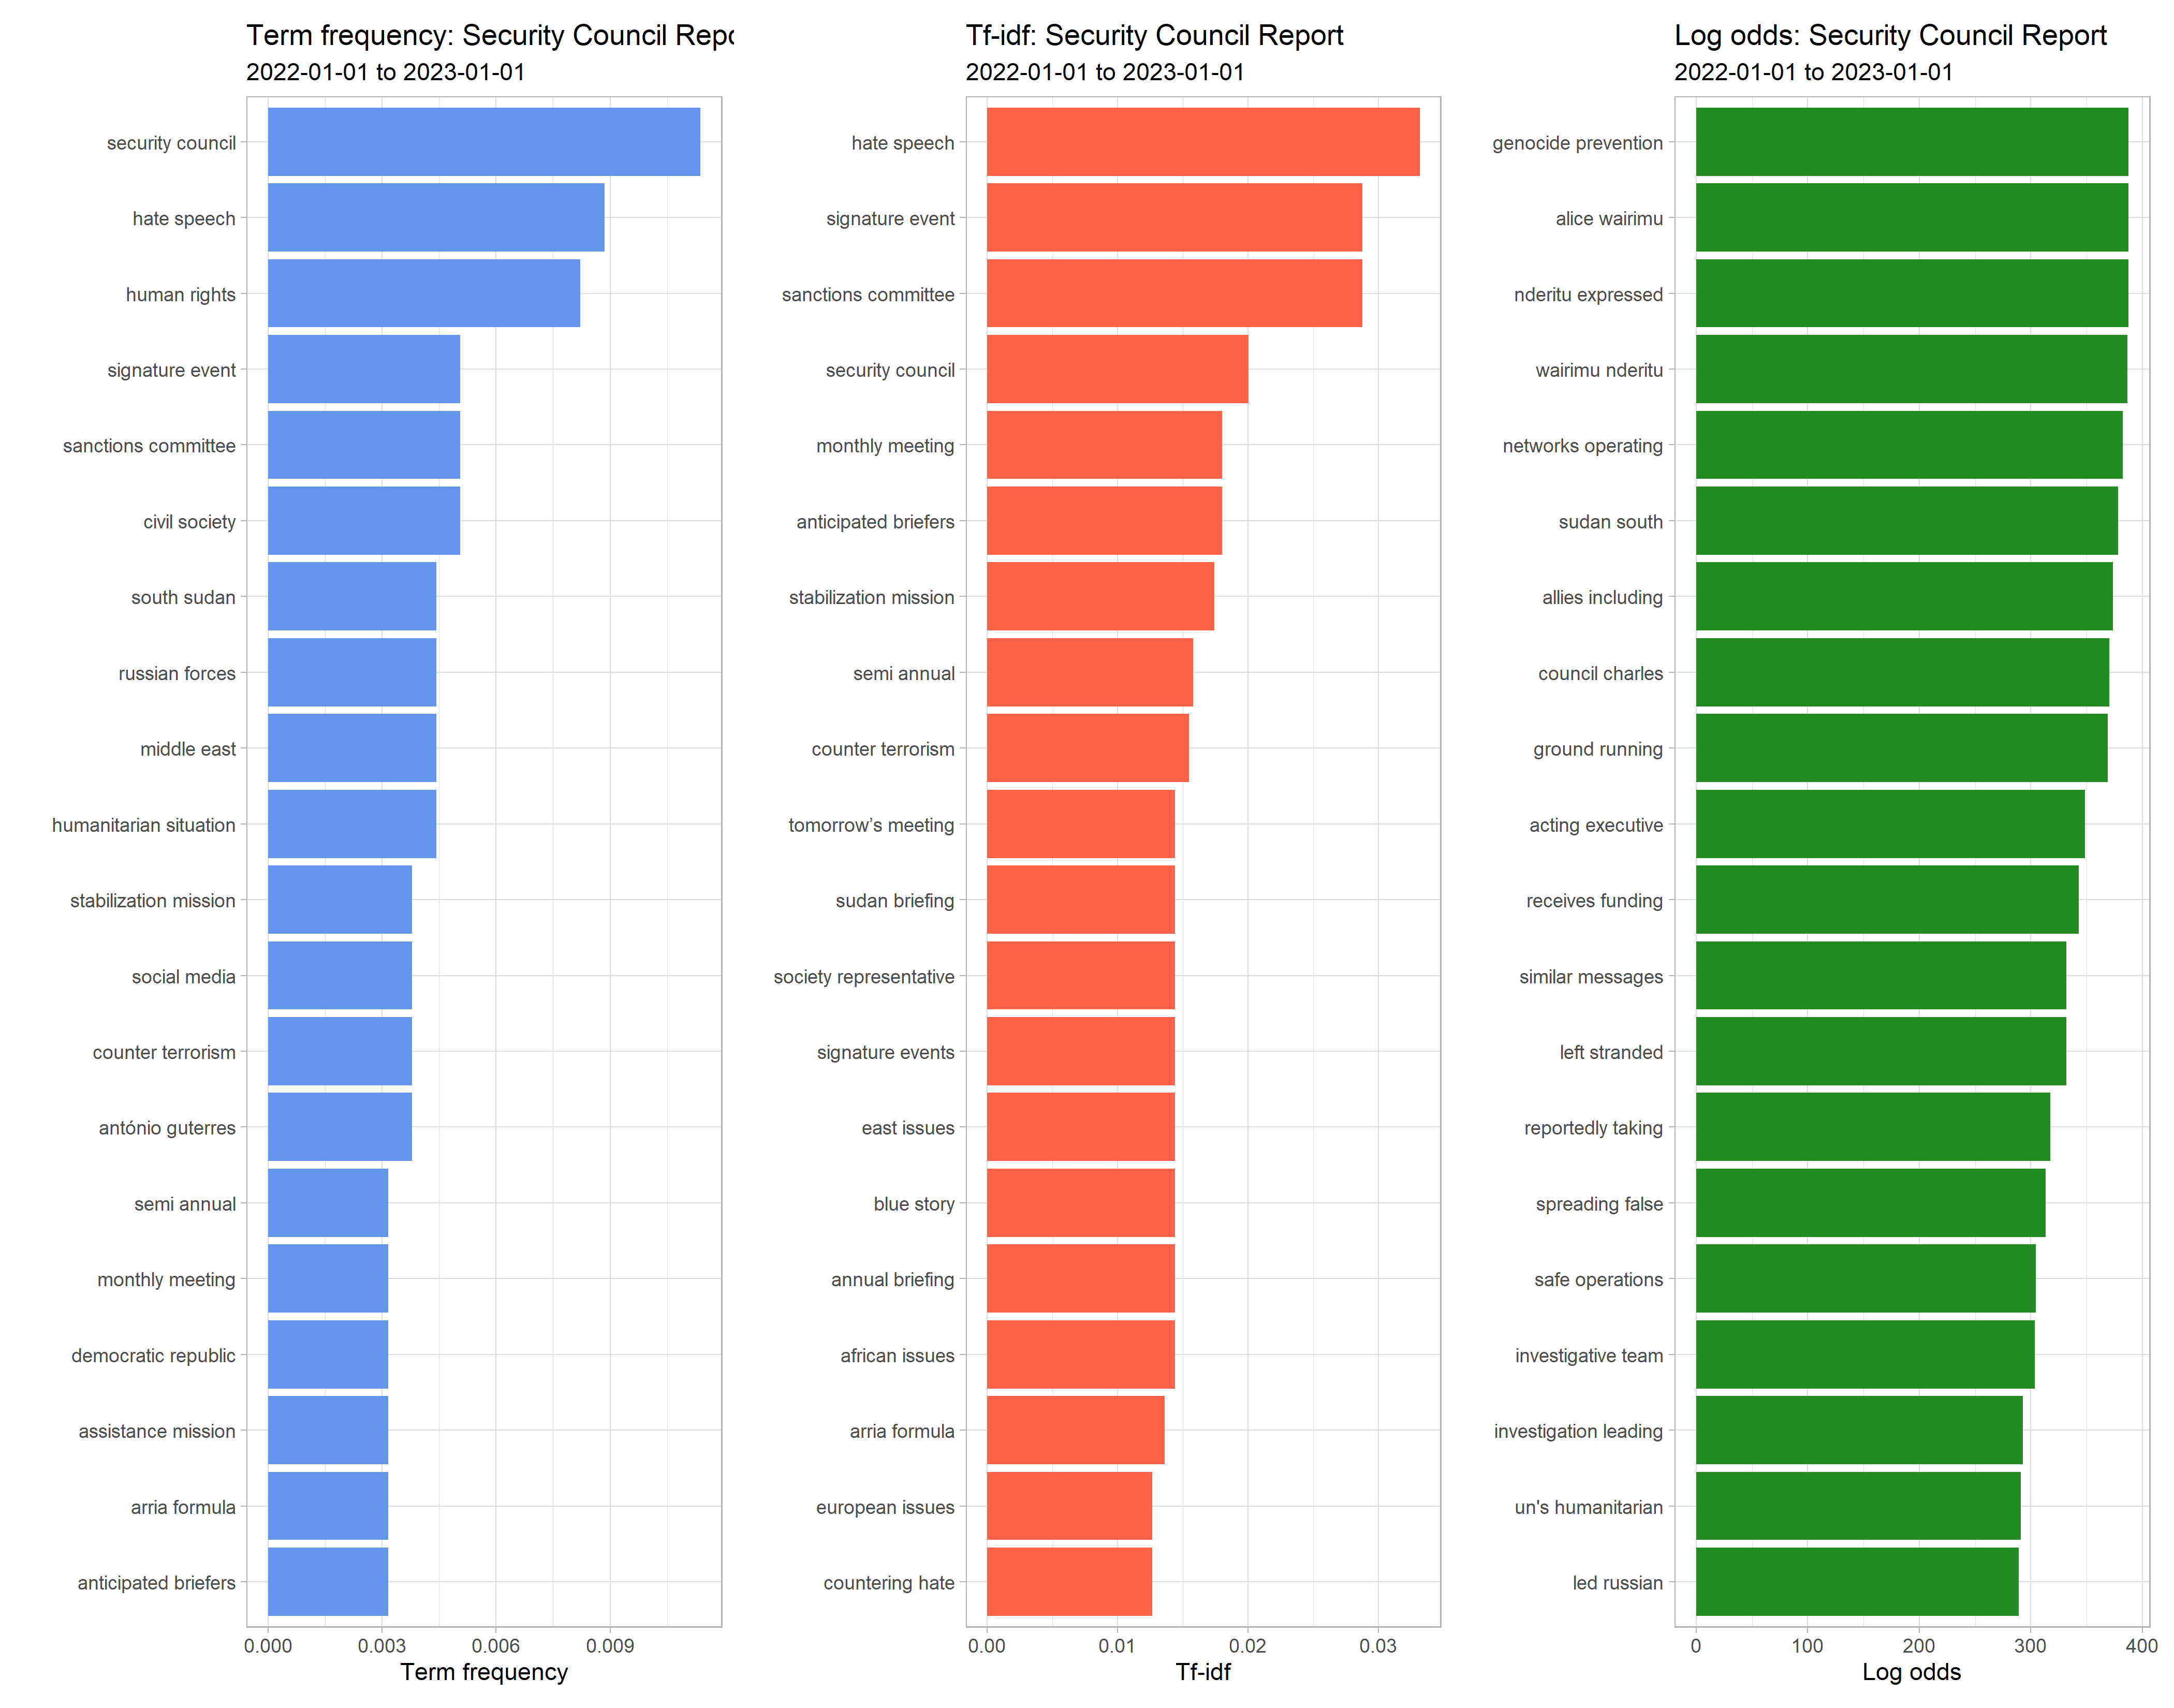 Term frequency: Security Council Repo
2022-01-01 to 2023-01-01
security council
hate speech
human rights
signature event
sanctions committee
civil society
south sudan
russian forces
middle east
humanitarian situation
stabilization mission
social media
counter terrorism
antónio guterres
semi annual
monthly meeting
democratic republic
assistance mission
arria formula
anticipated briefers
0.000 0.003 0.006 0.009
Term frequency
Tf-idf: Security Council Report
2022-01-01 to 2023-01-01
hate speech
signature event
sanctions committee
security council
monthly meeting
anticipated briefers
stabilization mission
semi annual
counter terrorism
tomorrow’s meeting
sudan briefing
society representative
signature events
east issues
blue story
annual briefing
african issues
arria formula
european issues
countering hate
0.00 0.01 0.02 0.03
Tf-idf
Log odds: Security Council Report
2022-01-01 to 2023-01-01
genocide prevention
alice wairimu
nderitu expressed
wairimu nderitu
networks operating
sudan south
allies including
council charles
ground running
acting executive
receives funding
similar messages
left stranded
reportedly taking
spreading false
safe operations
investigative team
investigation leading
un's humanitarian
led russian
0 100 200 300 400
Log odds